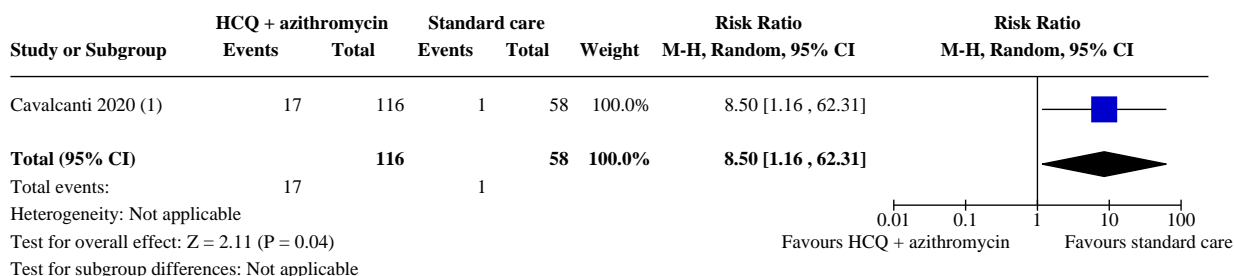 HCQ + azithromycin Standard care Risk Ratio Risk Ratio
Study or Subgroup Events Total Events Total Weight M-H, Random, 95% CI M-H, Random, 95% CI
Cavalcanti 2020 (1) 17 116 1 58 100.0% 8.50 [1.16 , 62.31]
Total (95% CI) 116 58 100.0% 8.50 [1.16 , 62.31]
Total events: 17 1
Heterogeneity: Not applicable
0.01 0.1 1 10 100
Test for overall effect: Z = 2.11 (P = 0.04) Favours HCQ + azithromycin Favours standard care
Test for subgroup differences: Not applicable